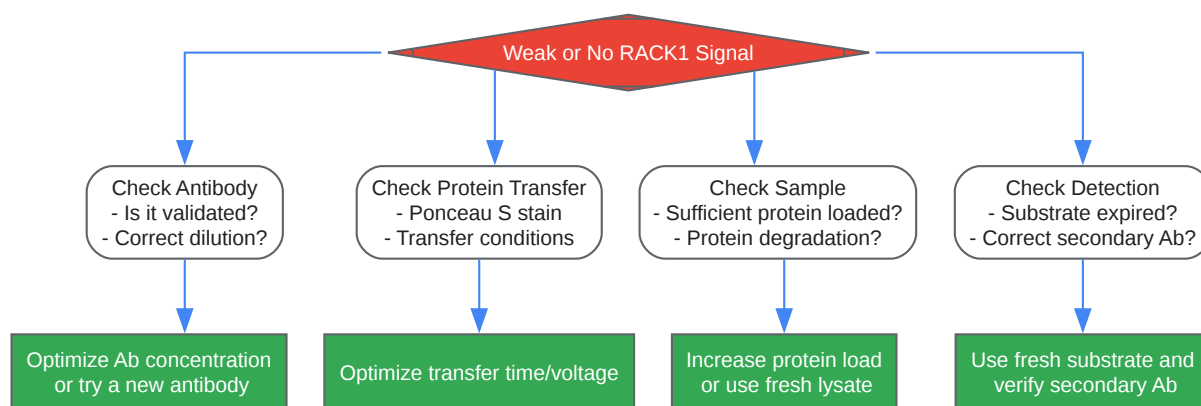 Weak or No RACK1 Signal
Check Antibody
- Is it validated?
- Correct dilution?
Check Protein Transfer
- Ponceau S stain
- Transfer conditions
Check Sample
- Sufficient protein loaded?
- Protein degradation?
Check Detection
- Substrate expired?
- Correct secondary Ab?
Optimize Ab concentration
or try a new antibody
Optimize transfer time/voltage
Increase protein load
or use fresh lysate
Use fresh substrate and
verify secondary Ab